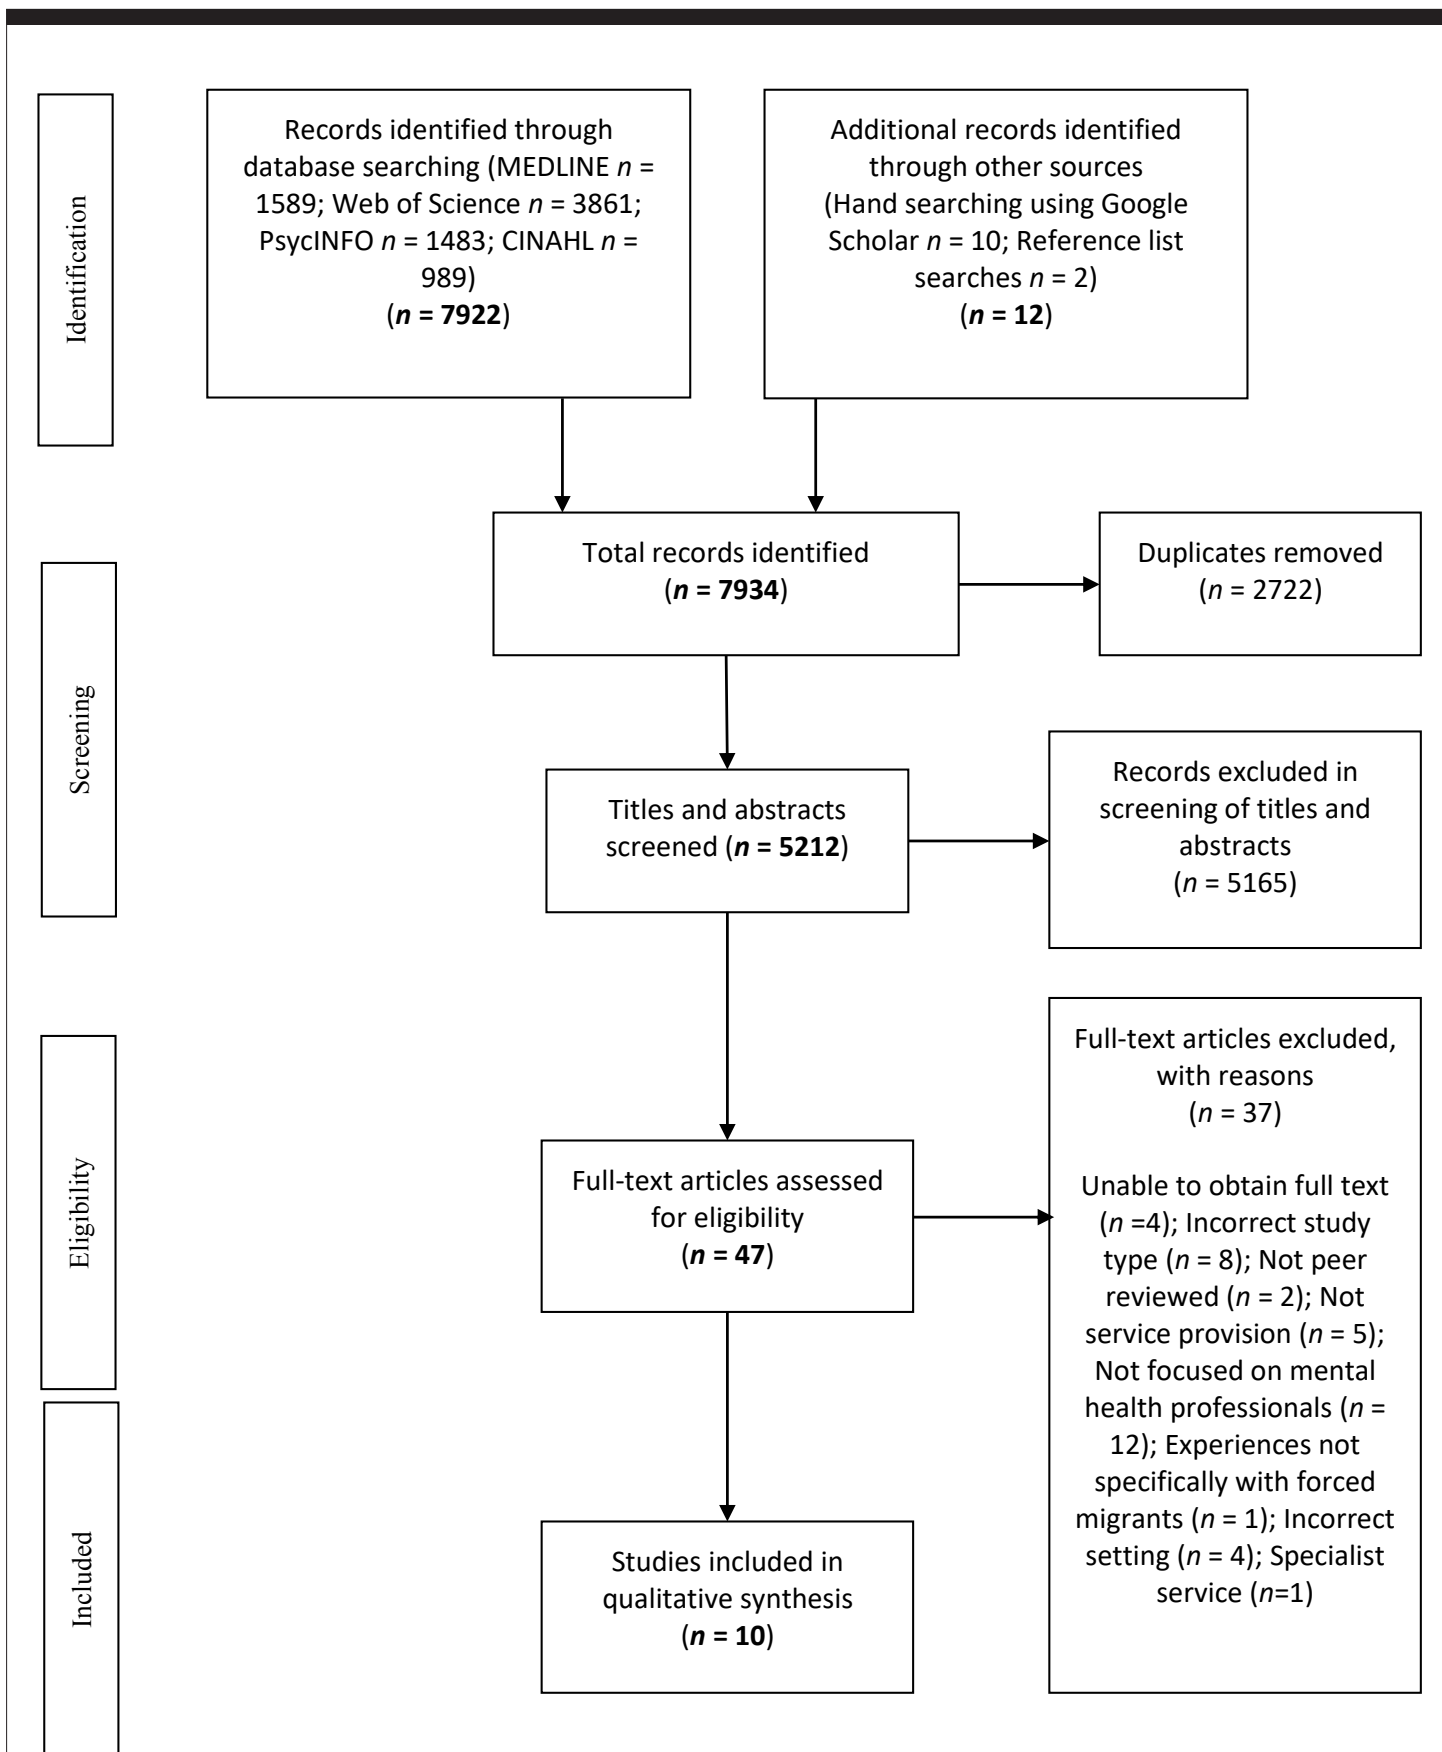 Identification
Records identified through
database searching (MEDLINE n =
1589; Web of Science n = 3861;
PsycINFO n = 1483; CINAHL n =
989)
(n = 7922)
Additional records identified
through other sources
(Hand searching using Google
Scholar n = 10; Reference list
searches n = 2)
(n = 12)
Screening
Total records identified
(n = 7934)
Duplicates removed
(n = 2722)
Titles and abstracts
screened (n = 5212)
Records excluded in
screening of titles and
abstracts
(n = 5165)
Eligibility
Full-text articles assessed
for eligibility
(n = 47)
Full-text articles excluded,
with reasons
(n = 37)
Unable to obtain full text
(n =4); Incorrect study
type (n = 8); Not peer
reviewed (n = 2); Not
service provision (n = 5);
Not focused on mental
health professionals (n =
12); Experiences not
specifically with forced
migrants (n = 1); Incorrect
setting (n = 4); Specialist
service (n=1)
Included
Studies included in
qualitative synthesis
(n = 10)